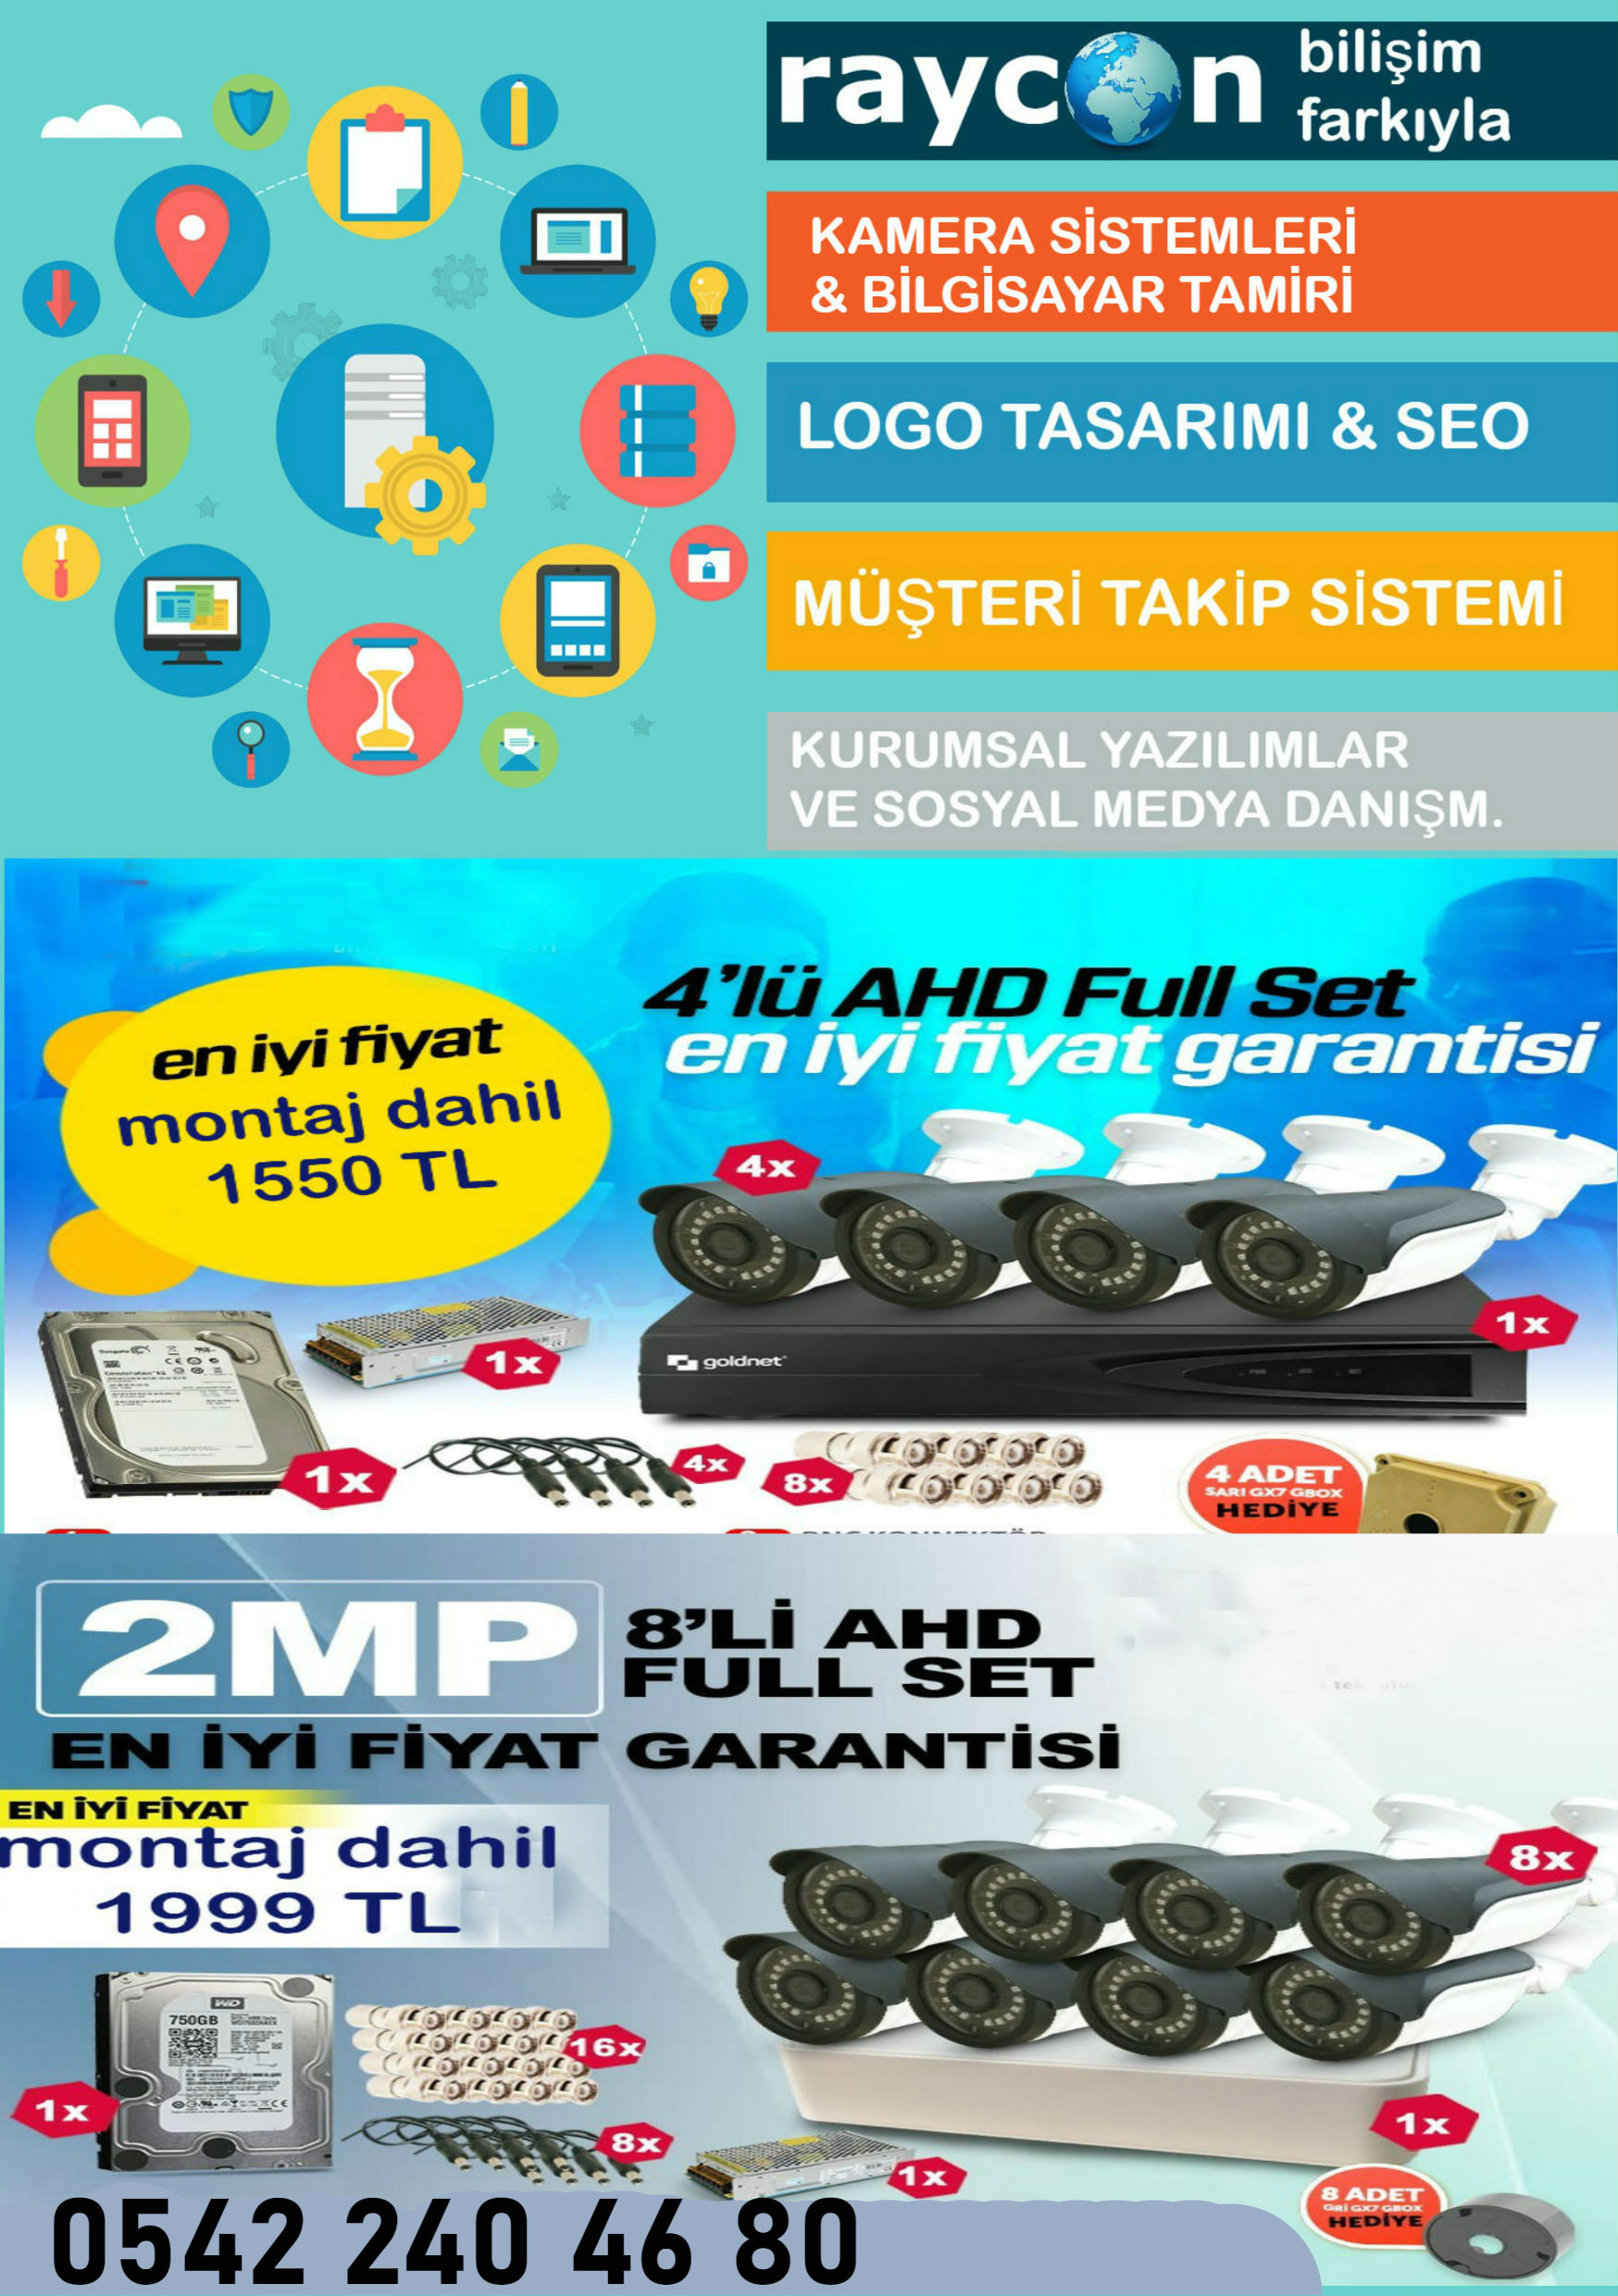 raycon bilişim
farkıyla
KAMERA SİSTEMLERİ
& BİLGİSAYAR TAMİRİ
LOGO TASARIMI & SEO
MÜŞTERİ TAKİP SİSTEMİ
KURUMSAL YAZILIMLAR
VE SOSYAL MEDYA DANIŞM.
4'lü AHD Full Set
en iyi fiyat garantisi
en iyi fiyat
montaj dahil
1550 TL
4x
1x
goldnet
1x
Seagate
1x
4x
8x
4 ADET
SARI GX7 GBOX
HEDİYE
2MP
8'Lİ AHD
FULL SET
EN İYİ FİYAT GARANTİSİ
EN İYİ FİYAT
montaj dahil
1999 TL
8x
WD
750GB
16x
1x
8x
1x
1x
8 ADET
GRİ GX7 GBOX
HEDİYE
0542 240 46 80